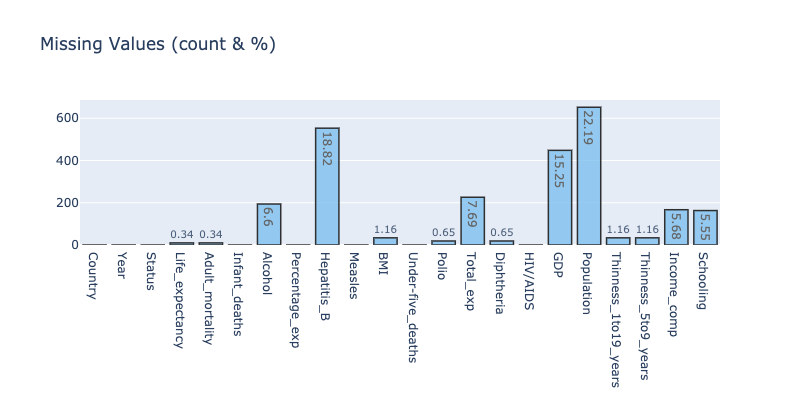 Missing Values (count & %)
600
400
200
0
0.34
0.34
6.6
18.82
1.16
0.65
7.69
0.65
15.25
22.19
1.16
1.16
5.68
5.55
Country
Year
Status
Life_expectancy
Adult_mortality
Infant_deaths
Alcohol
Percentage_exp
Hepatitis_B
Measles
BMI
Under-five_deaths
Polio
Total_exp
Diphtheria
HIV/AIDS
GDP
Population
Thinness_1to19_years
Thinness_5to9_years
Income_comp
Schooling